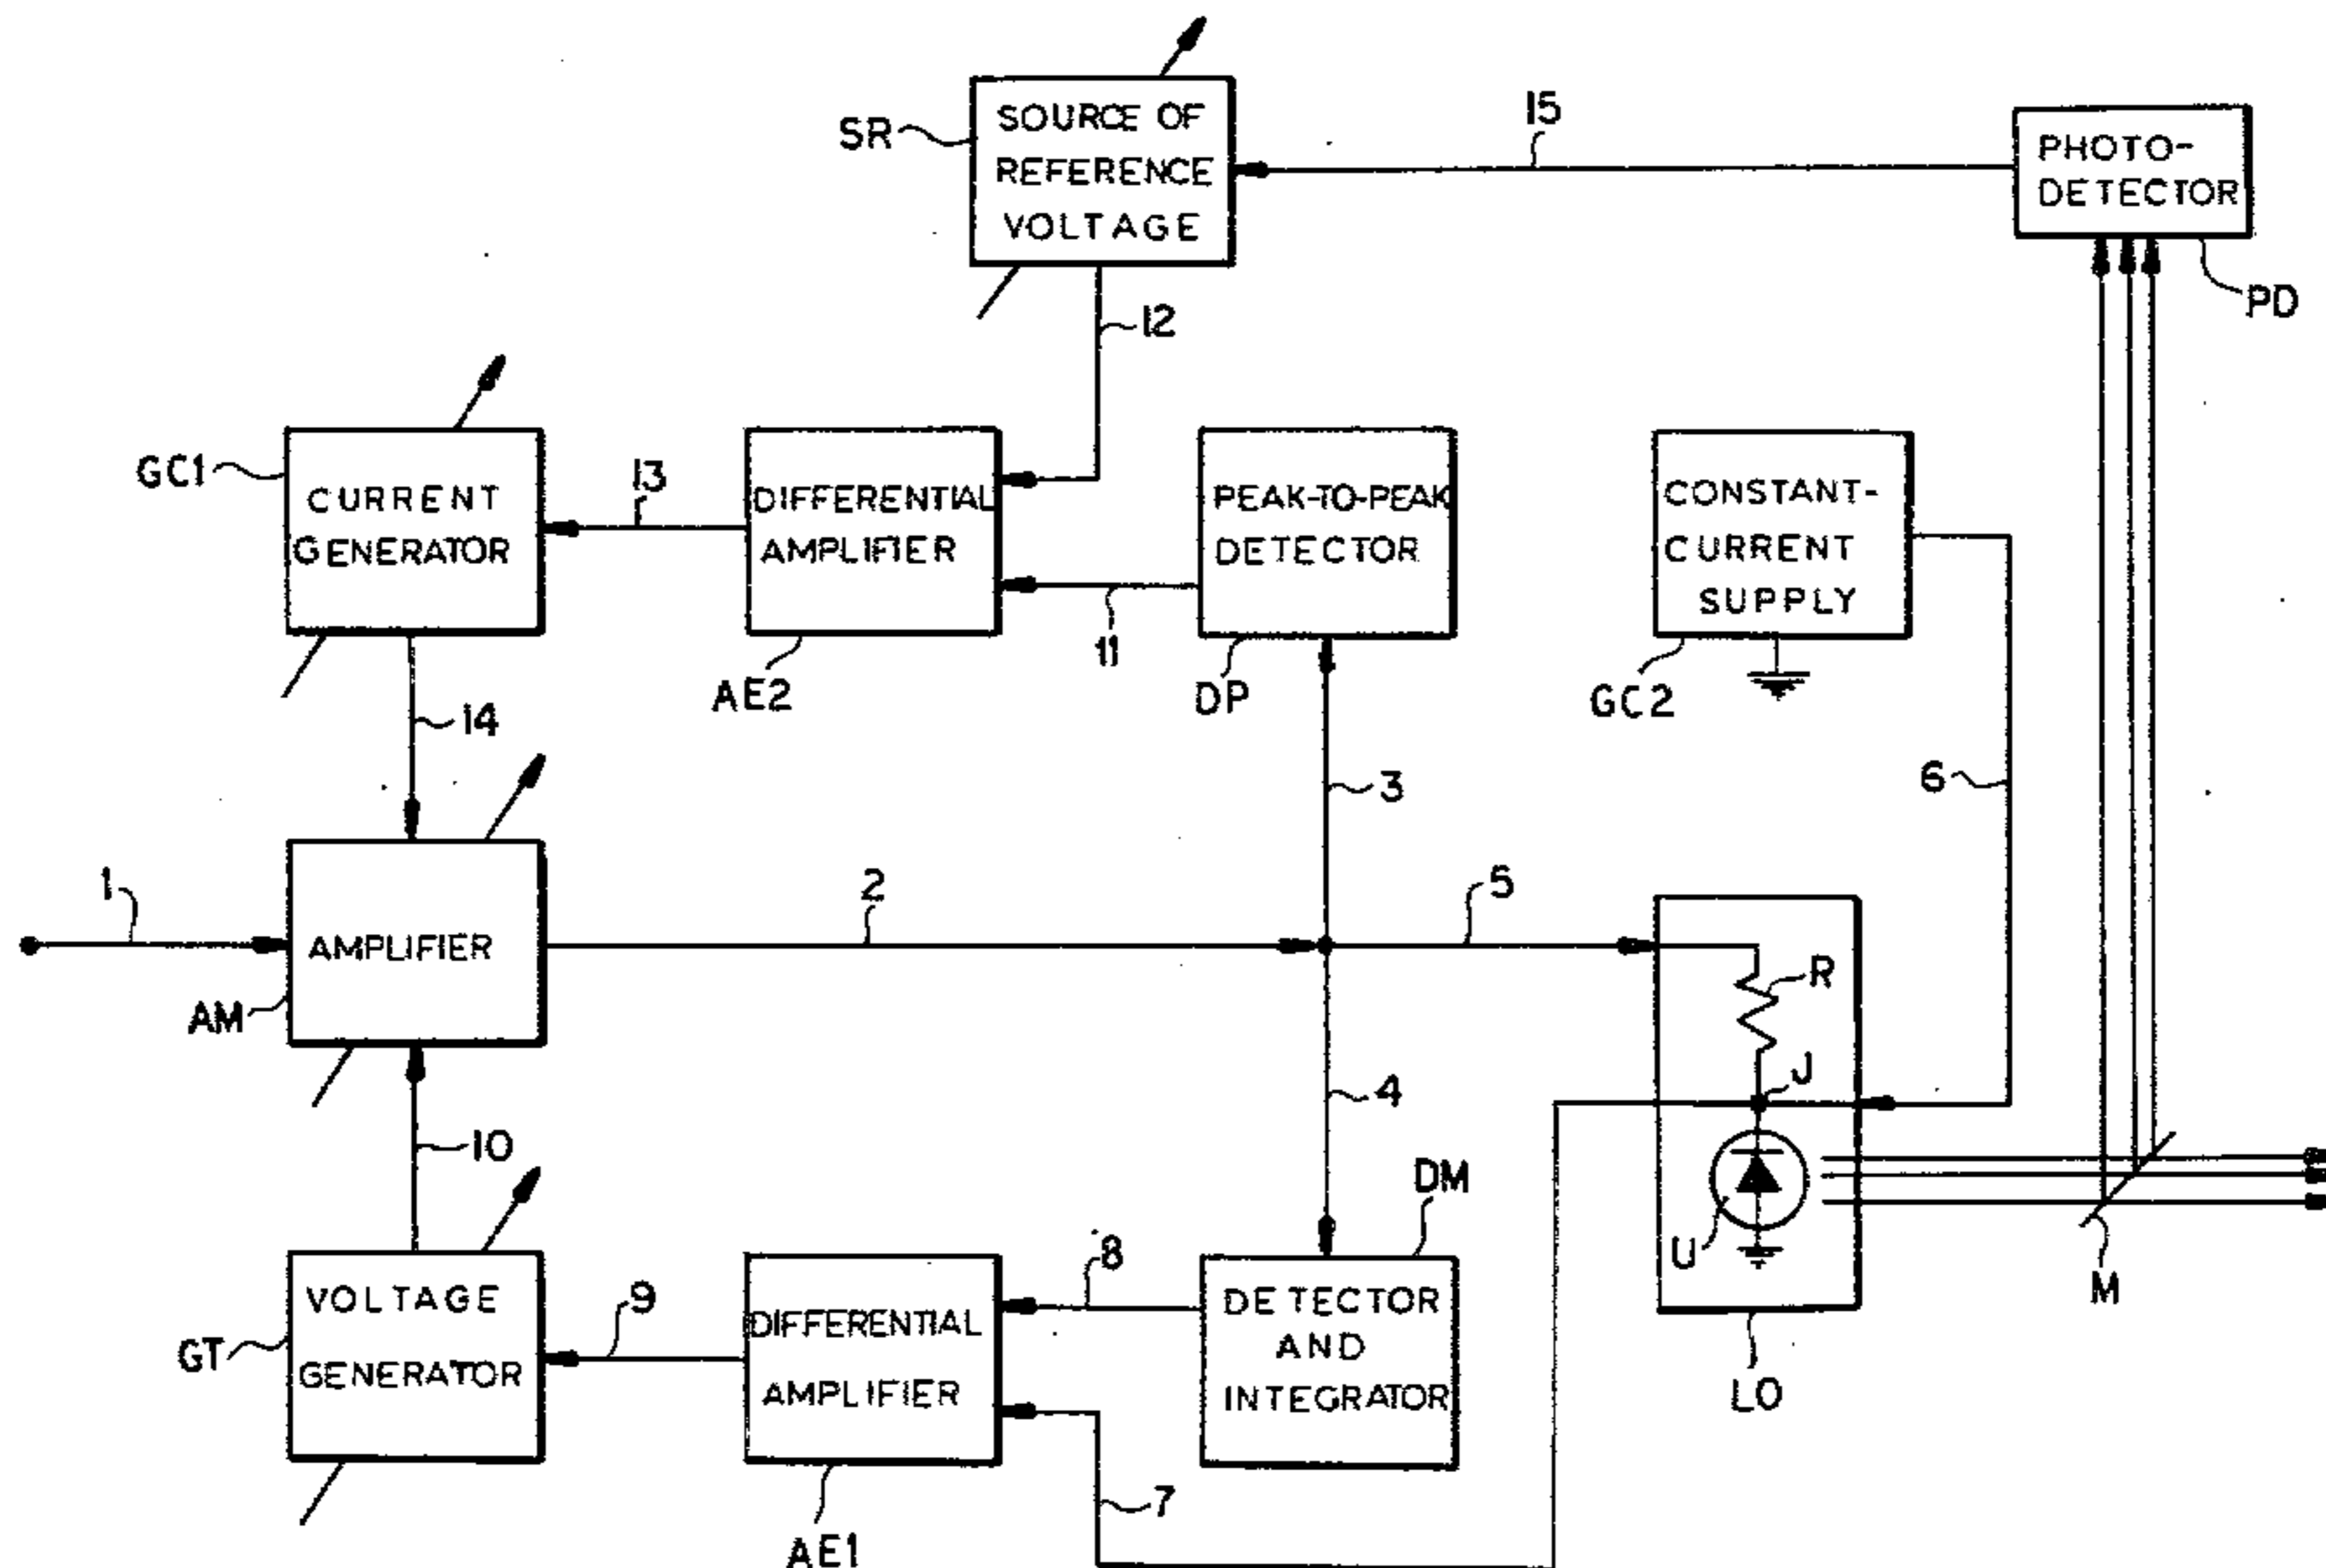 SR
SOURCE OF
REFERENCE
VOLTAGE
15
PHOTO-
DETECTOR
PD
12
GC1
CURRENT
GENERATOR
13
DIFFERENTIAL
AMPLIFIER
AE2
11
PEAK-TO-PEAK
DETECTOR
DP
CONSTANT-
CURRENT
SUPPLY
GC2
14
3
6
1
AMPLIFIER
AM
2
5
R
J
10
4
DM
U
M
LO
GT
VOLTAGE
GENERATOR
9
DIFFERENTIAL
AMPLIFIER
AE1
8
DETECTOR
AND
INTEGRATOR
7